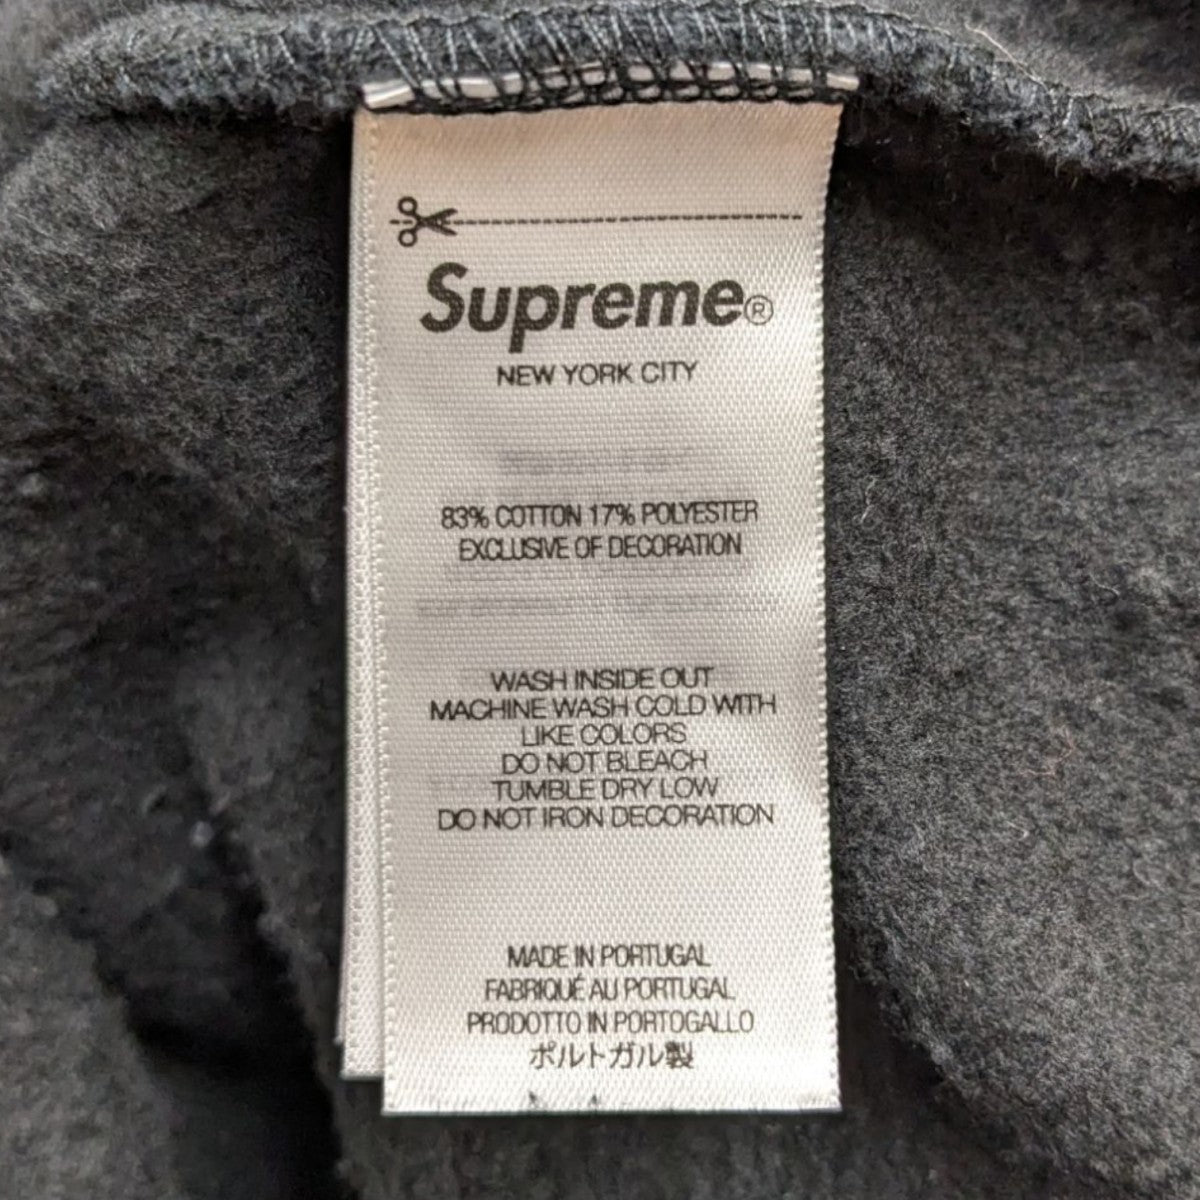 Supreme®
NEW YORK CITY
83% COTTON 17% POLYESTER
EXCLUSIVE OF DECORATION
WASH INSIDE OUT
MACHINE WASH COLD WITH
LIKE COLORS
DO NOT BLEACH
TUMBLE DRY LOW
DO NOT IRON DECORATION
MADE IN PORTUGAL
FABRIQUÉ AU PORTUGAL
PRODOTTO IN PORTOGALLO
ポルトガル製